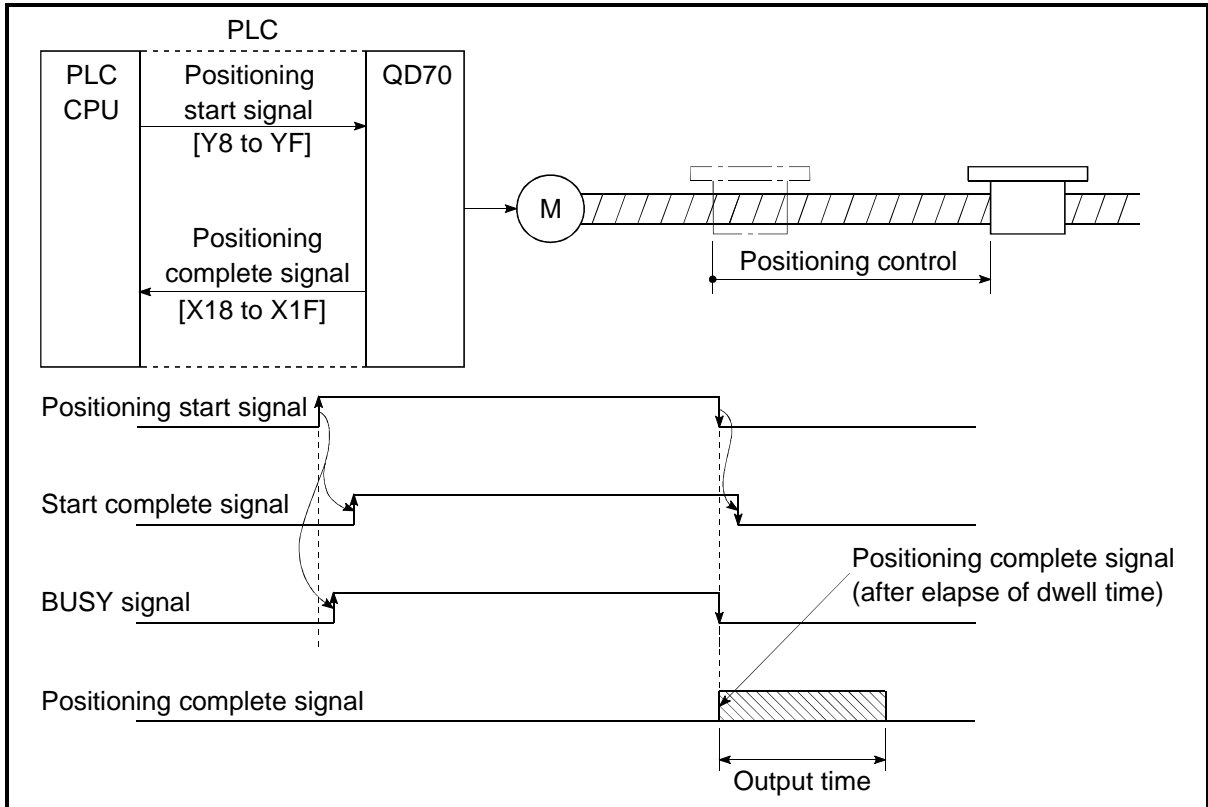 PLC
PLC
CPU
Positioning
start signal
[Y8 to YF]
QD70
Positioning
complete signal
[X18 to X1F]
M
Positioning control
Positioning start signal
Start complete signal
BUSY signal
Positioning complete signal
(after elapse of dwell time)
Positioning complete signal
Output time